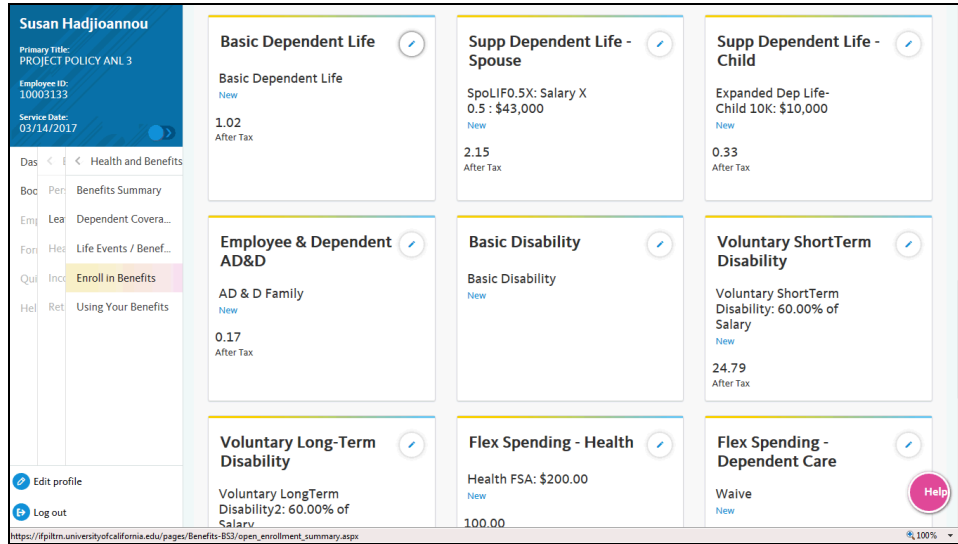 Susan Hadjioannou
Primary Title:
PROJECT POLICY ANL 3
Employee ID:
10003133
Service Date:
03/14/2017
Das
Boo
Emp
For
Qui
Hel
Per
Lea
Hea
Inco
Ret
Health and Benefits
Benefits Summary
Dependent Covera...
Life Events / Benef...
Enroll in Benefits
Using Your Benefits
Edit profile
Log out
Basic Dependent Life
Basic Dependent Life
New
1.02
After Tax
Supp Dependent Life -
Spouse
SpoLIF0.5X: Salary X
0.5 : $43,000
New
2.15
After Tax
Supp Dependent Life -
Child
Expanded Dep Life-
Child 10K: $10,000
New
0.33
After Tax
Employee & Dependent
AD&D
AD & D Family
New
0.17
After Tax
Basic Disability
Basic Disability
New
Voluntary ShortTerm
Disability
Voluntary ShortTerm
Disability: 60.00% of
Salary
New
24.79
After Tax
Voluntary Long-Term
Disability
Voluntary LongTerm
Disability2: 60.00% of
Salary
Flex Spending - Health
Health FSA: $200.00
New
100.00
Flex Spending -
Dependent Care
Waive
New
Help
https://ifpiltrn.universityofcalifornia.edu/pages/Benefits-BS3/open_enrollment_summary.aspx
100%